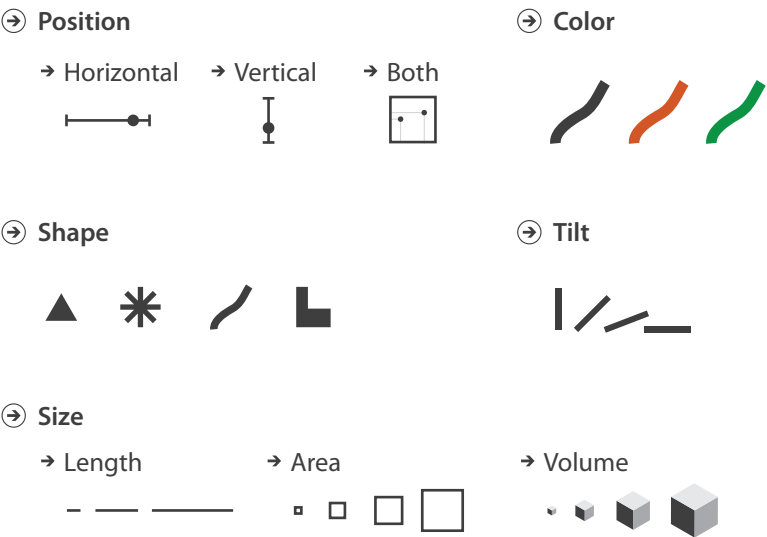 Position
Horizontal
Vertical
Both
Color
Shape
Tilt
Size
Length
Area
Volume